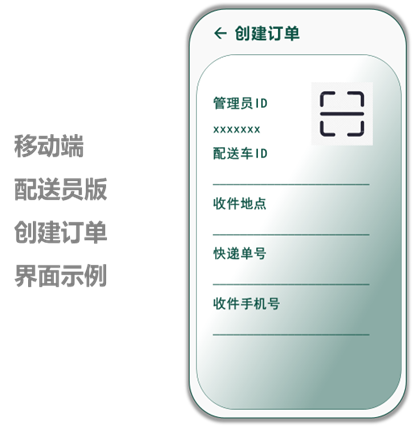 移动端
配送员版
创建订单
界面示例
← 创建订单
管理员ID
xxxxxxx
配送车ID
收件地点
快递单号
收件手机号